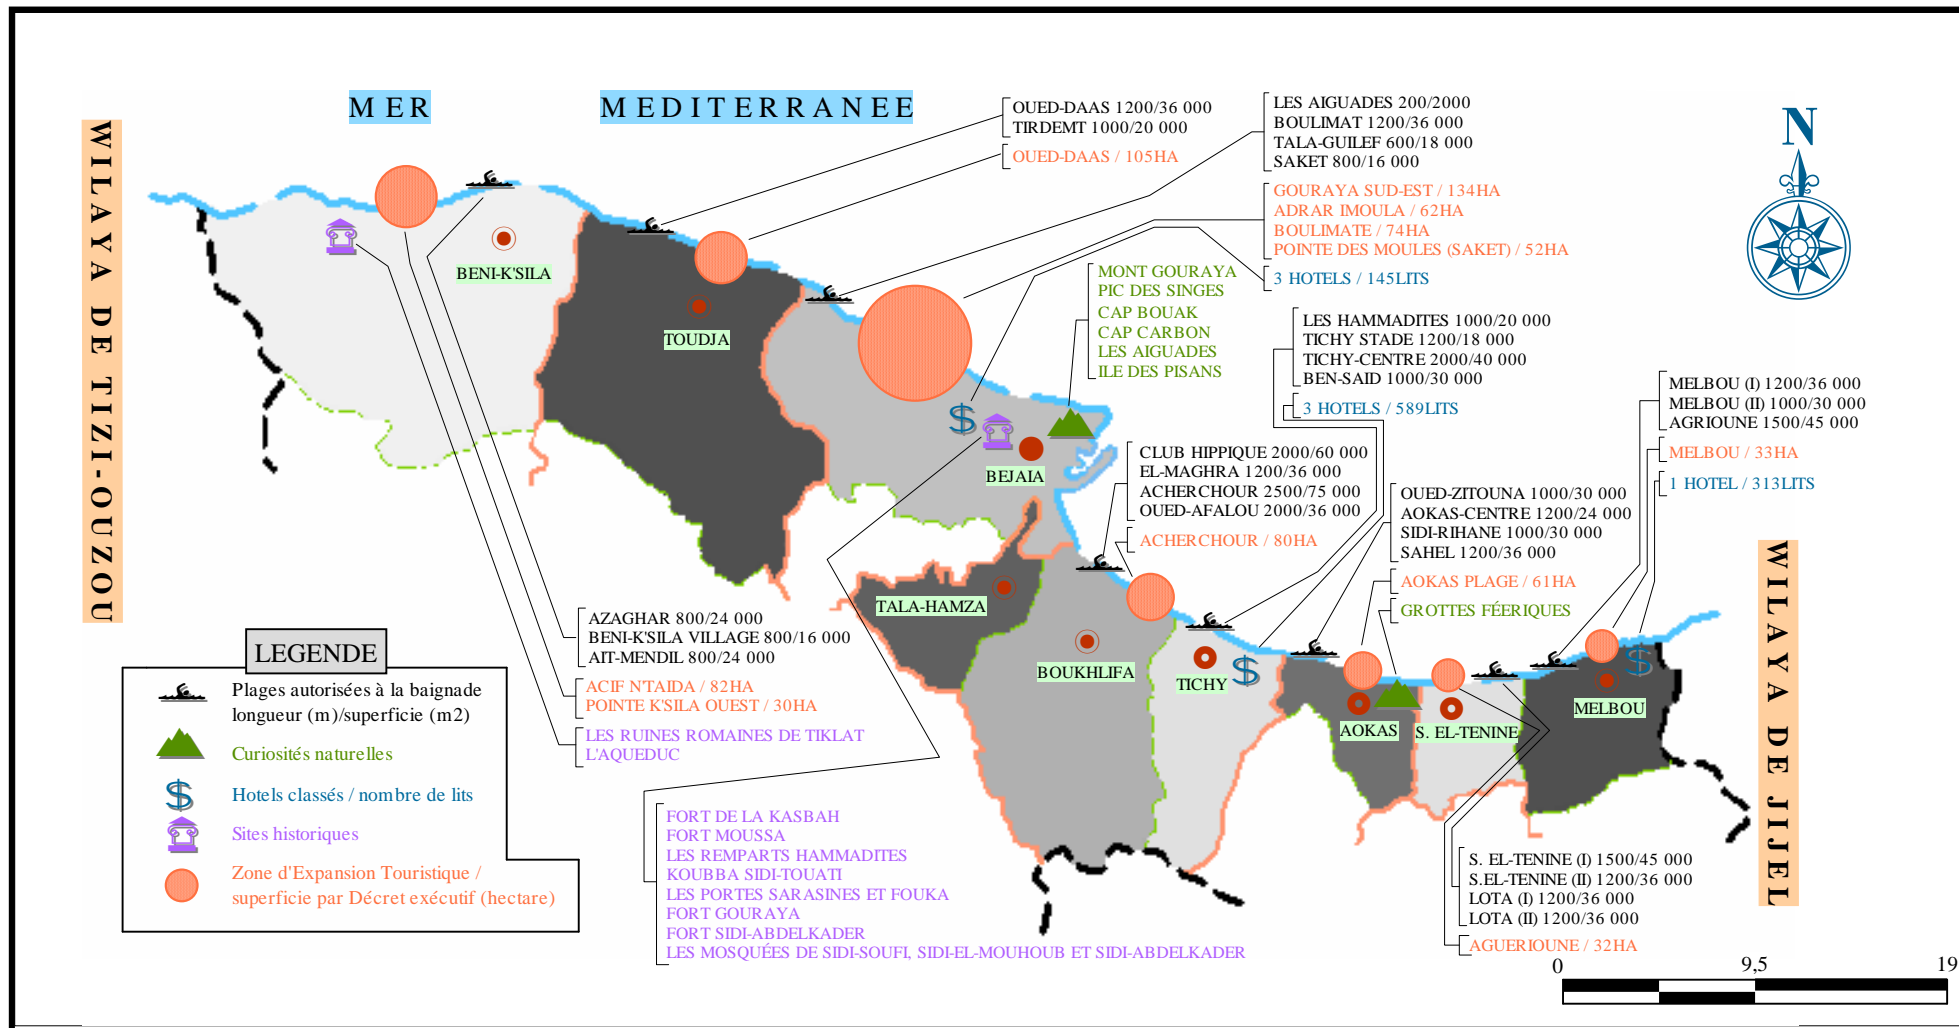 MER MEDITERRANEE
WILAYA DE TIZI-OUZOU
OUED-DAAS 1200/36 000
TIRDEMT 1000/20 000
OUED-DAAS / 105HA
LES AIGUADES 200/2000
BOULIMAT 1200/36 000
TALA-GUILEF 600/18 000
SAKET 800/16 000
GOURAYA SUD-EST / 134HA
ADRAR IMOULA / 62HA
BOULIMATE / 74HA
POINTE DES MOULES (SAKET) / 52HA
3 HOTELS / 145LITS
N
MONT GOURAYA
PIC DES SINGES
CAP BOUAK
CAP CARBON
LES AIGUADES
ILE DES PISANS
LES HAMMADITES 1000/20 000
TICHY STADE 1200/18 000
TICHY-CENTRE 2000/40 000
BEN-SAID 1000/30 000
3 HOTELS / 589LITS
MELBOU (I) 1200/36 000
MELBOU (II) 1000/30 000
AGRIOUNE 1500/45 000
MELBOU / 33HA
1 HOTEL / 313LITS
CLUB HIPPIQUE 2000/60 000
EL-MAGHRA 1200/36 000
ACHERCHOUR 2500/75 000
OUED-AFALOU 2000/36 000
ACHERCHOUR / 80HA
OUED-ZITOUNA 1000/30 000
AOKAS-CENTRE 1200/24 000
SIDI-RIHANE 1000/30 000
SAHEL 1200/36 000
AOKAS PLAGE / 61HA
GROTTES FÉERIQUES
WILAYA DE JIJEL
BENI-K'SILA
TOUDJA
BEJAIA
TALA-HAMZA
BOUKHLIFA
TICHY
AOKAS
S. EL-TENINE
MELBOU
AZAGHAR 800/24 000
BENI-K'SILA VILLAGE 800/16 000
AIT-MENDIL 800/24 000
ACIF N'TAIDA / 82HA
POINTE K'SILA OUEST / 30HA
LES RUINES ROMAINES DE TIKLAT
L'AQUEDUC
FORT DE LA KASBAH
FORT MOUSSA
LES REMPARTS HAMMADITES
KOUBBA SIDI-TOUATI
LES PORTES SARASINES ET FOUKA
FORT GOURAYA
FORT SIDI-ABDELKADER
LES MOSQUÉES DE SIDI-SOUFI, SIDI-EL-MOUHOUB ET SIDI-ABDELKADER
S. EL-TENINE (I) 1500/45 000
S.EL-TENINE (II) 1200/36 000
LOTA (I) 1200/36 000
LOTA (II) 1200/36 000
AGUERIOUNE / 32HA
LEGENDE
Plages autorisées à la baignade
longueur (m)/superficie (m2)
Curiosités naturelles
Hotels classés / nombre de lits
Sites historiques
Zone d'Expansion Touristique /
superficie par Décret exécutif (hectare)
0 9,5 19